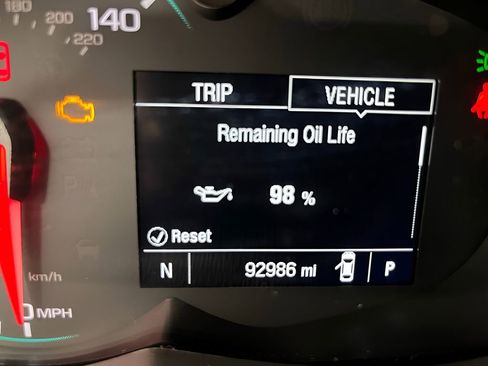 140
180
200
220
TRIP
VEHICLE
Remaining Oil Life
98 %
Reset
km/h
N
92986 mi
P
MPH